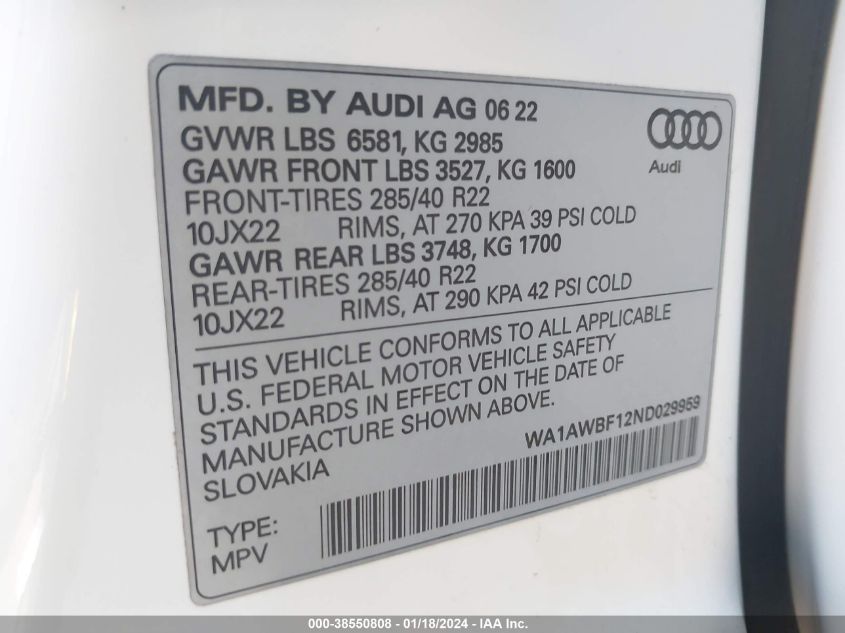 MFD. BY AUDI AG 06 22
GVWR LBS 6581, KG 2985
GAWR FRONT LBS 3527, KG 1600
FRONT-TIRES 285/40 R22
10JX22 RIMS, AT 270 KPA 39 PSI COLD
GAWR REAR LBS 3748, KG 1700
REAR-TIRES 285/40 R22
10JX22 RIMS, AT 290 KPA 42 PSI COLD
Audi
THIS VEHICLE CONFORMS TO ALL APPLICABLE
U.S. FEDERAL MOTOR VEHICLE SAFETY
STANDARDS IN EFFECT ON THE DATE OF
MANUFACTURE SHOWN ABOVE.
SLOVAKIA
WA1AWBF12ND029959
TYPE:
MPV
000-38550808 - 01/18/2024 - IAA Inc.